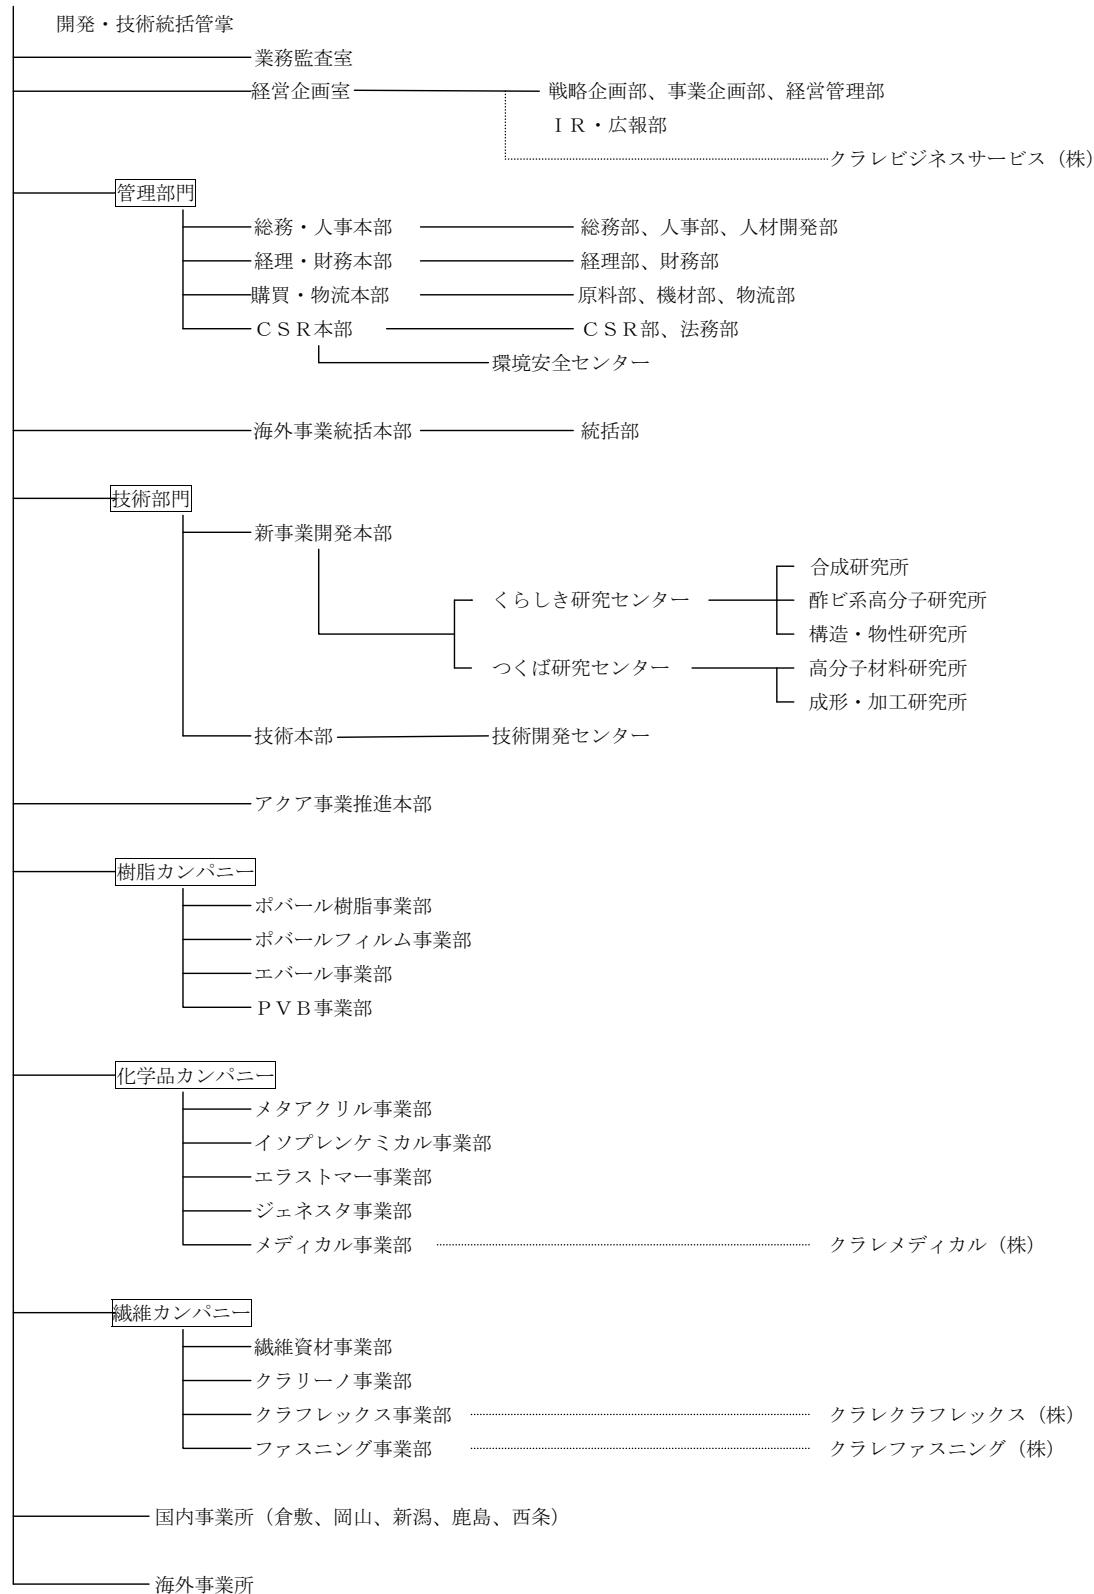 開発・技術統括管掌
業務監査室
経営企画室 戦略企画部、事業企画部、経営管理部
ＩＲ・広報部
クラレビジネスサービス（株）
管理部門
総務・人事本部 総務部、人事部、人材開発部
経理・財務本部 経理部、財務部
購買・物流本部 原料部、機材部、物流部
ＣＳＲ本部 ＣＳＲ部、法務部
環境安全センター
海外事業統括本部 統括部
技術部門
新事業開発本部
合成研究所
くらしき研究センター 酢ビ系高分子研究所
構造・物性研究所
つくば研究センター 高分子材料研究所
成形・加工研究所
技術本部 技術開発センター
アクア事業推進本部
樹脂カンパニー
ポバール樹脂事業部
ポバールフィルム事業部
エバール事業部
ＰＶＢ事業部
化学品カンパニー
メタアクリル事業部
イソプレンケミカル事業部
エラストマー事業部
ジェネスタ事業部
メディカル事業部 クラレメディカル（株）
繊維カンパニー
繊維資材事業部
クラリーノ事業部
クラフレックス事業部 クラレクラフレックス（株）
ファスニング事業部 クラレファスニング（株）
国内事業所（倉敷、岡山、新潟、鹿島、西条）
海外事業所